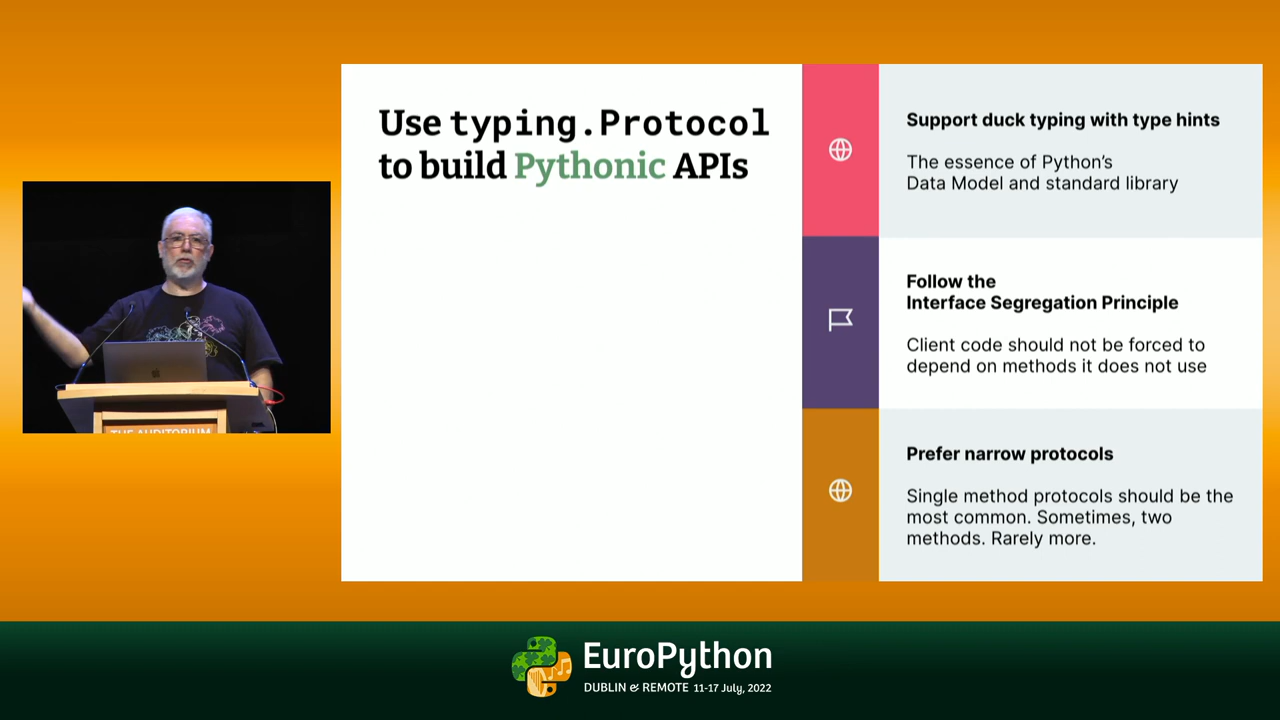 Use typing.Protocol
to build Pythonic APIs
Support duck typing with type hints
The essence of Python’s
Data Model and standard library
Follow the
Interface Segregation Principle
Client code should not be forced to
depend on methods it does not use
Prefer narrow protocols
Single method protocols should be the
most common. Sometimes, two
methods. Rarely more.
THE AUDITORIUM
EuroPython
DUBLIN & REMOTE 11-17 July, 2022